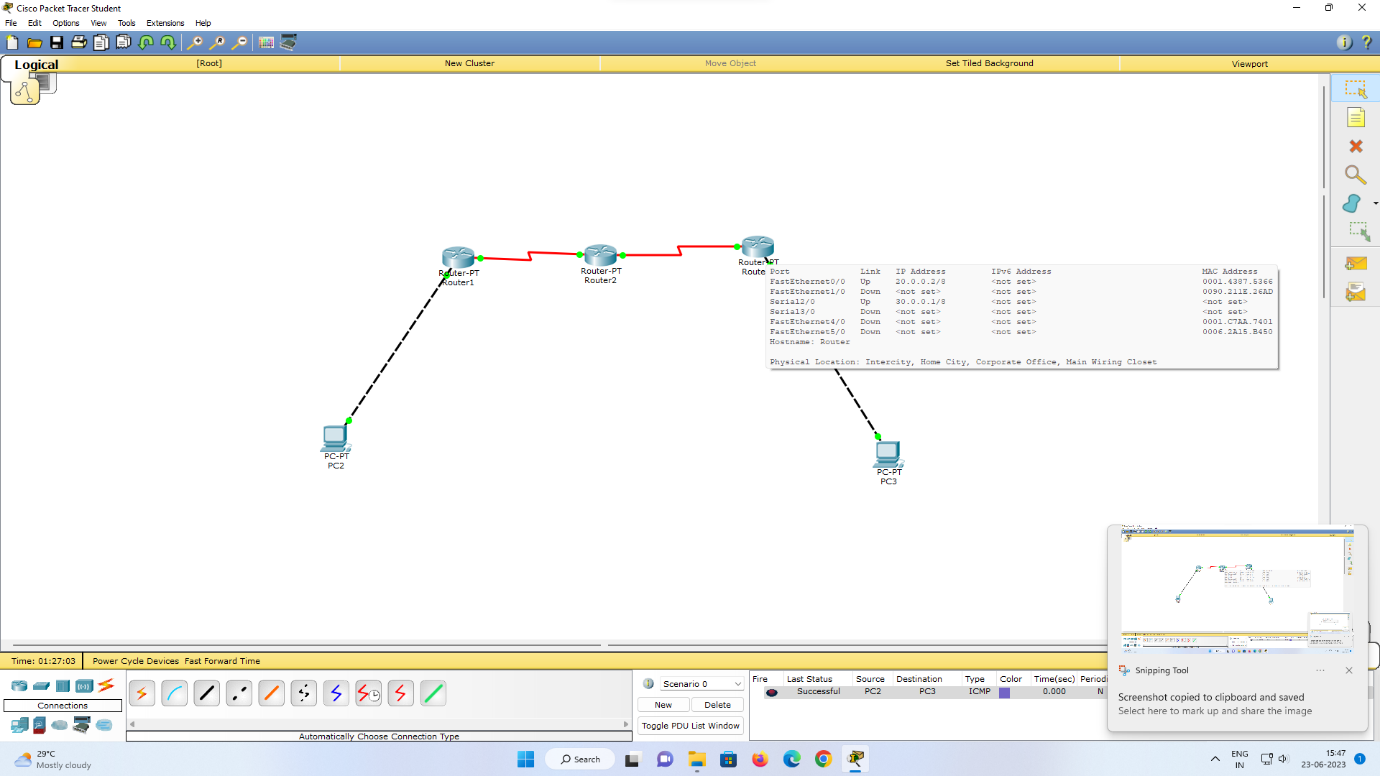 Cisco Packet Tracer Student
File Edit Options View Tools Extensions Help
Logical [Root] New Cluster Move Object Set Tiled Background Viewport
Router-PT
Router1
Router-PT
Router2
Router-PT
Route
Port Link IP Address IPv6 Address MAC Address
FastEthernet0/0 Up 20.0.0.2/8 <not set> 0001.4387.5366
FastEthernet1/0 Down <not set> <not set> 0090.211E.26AD
Serial2/0 Up 30.0.0.1/8 <not set> <not set>
Serial3/0 Down <not set> <not set> <not set>
FastEthernet4/0 Down <not set> <not set> 0001.C7AA.7401
FastEthernet5/0 Down <not set> <not set> 0006.2A15.B450
Hostname: Router
Physical Location: Intercity, Home City, Corporate Office, Main Wiring Closet
PC-PT
PC2
PC-PT
PC3
Time: 01:27:03 Power Cycle Devices Fast Forward Time
Connections
Automatically Choose Connection Type
Scenario 0
New Delete
Toggle PDU List Window
Fire Last Status Source Destination Type Color Time(sec) Periodi
Successful PC2 PC3 ICMP 0.000 N
Snipping Tool
Screenshot copied to clipboard and saved
Select here to mark up and share the image
29°C
Mostly cloudy
Search
ENG
IN
15:47
23-06-2023
1